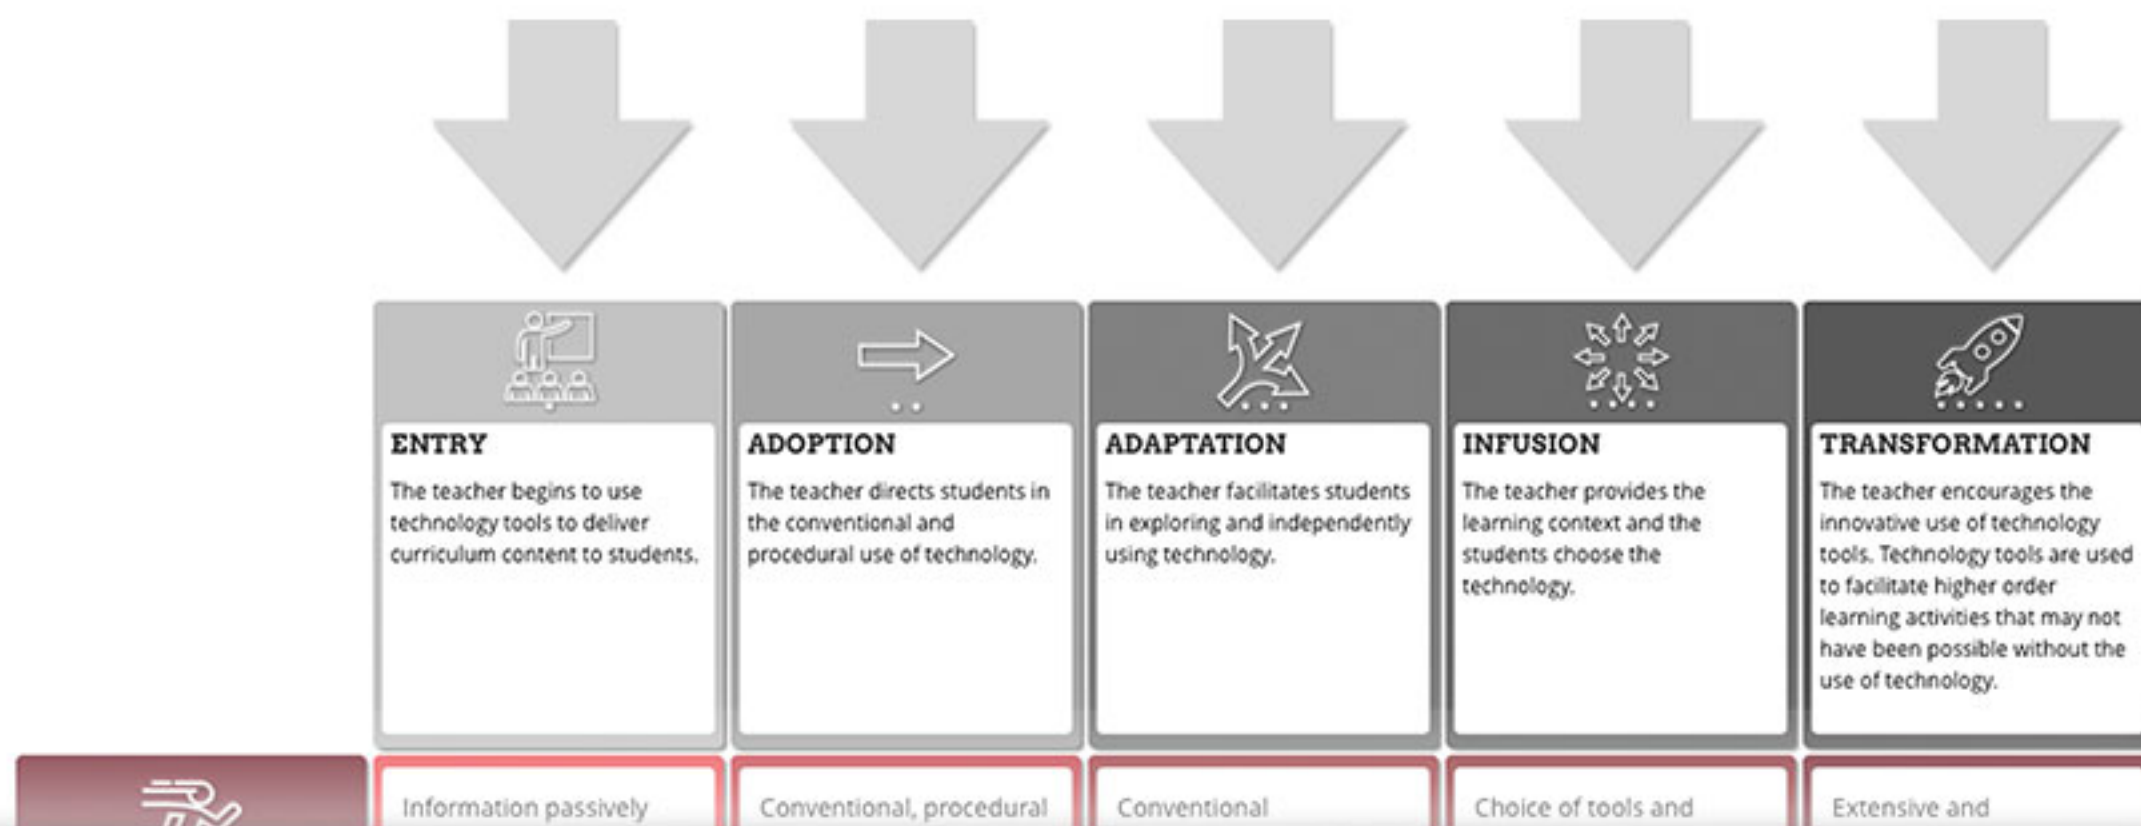 ENTRY
The teacher begins to use
technology tools to deliver
curriculum content to students.
ADOPTION
The teacher directs students in
the conventional and
procedural use of technology.
ADAPTATION
The teacher facilitates students
in exploring and independently
using technology.
INFUSION
The teacher provides the
learning context and the
students choose the
technology.
TRANSFORMATION
The teacher encourages the
innovative use of technology
tools. Technology tools are used
to facilitate higher order
learning activities that may not
have been possible without the
use of technology.
Information passively
Conventional, procedural
Conventional
Choice of tools and
Extensive and